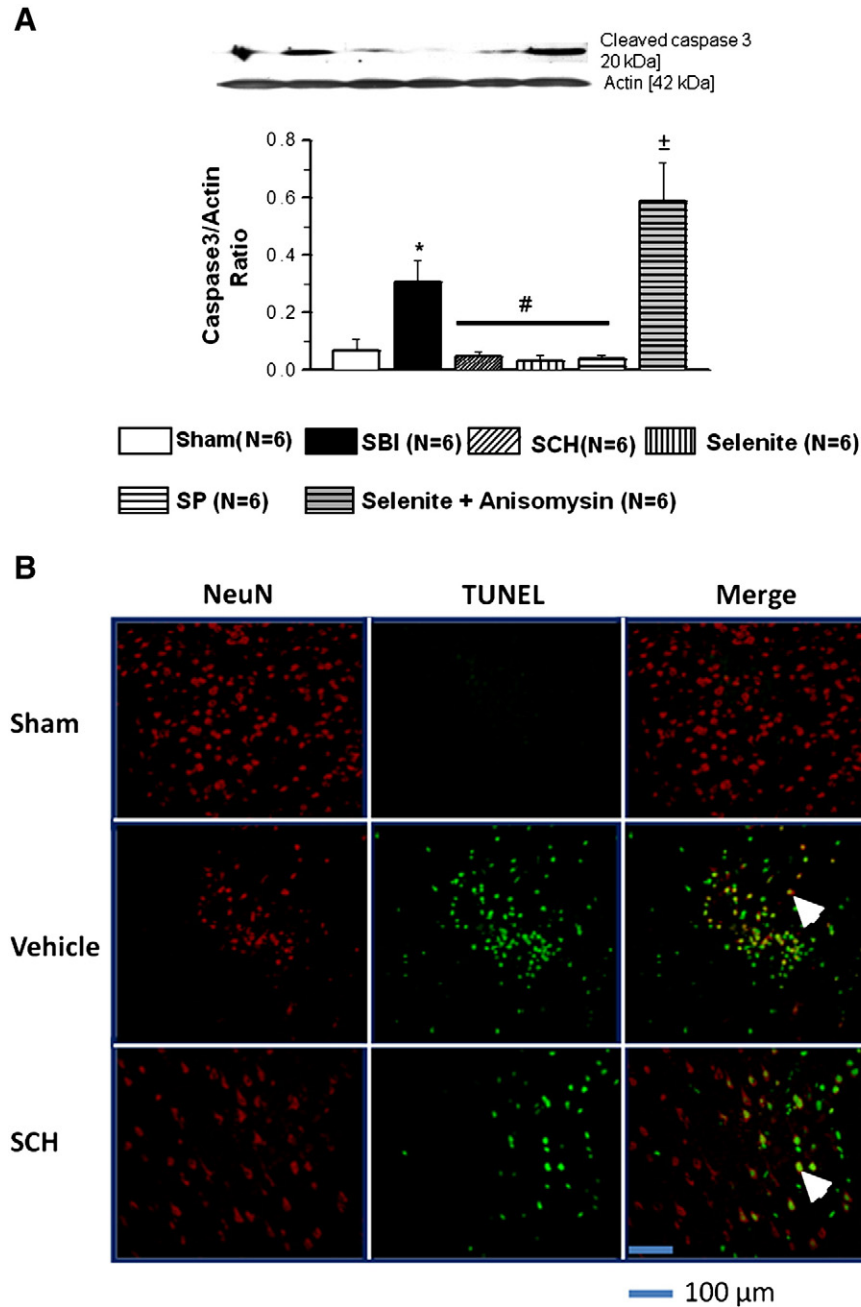 A
Cleaved caspase 3
20 kDa]
Actin [42 kDa]
Caspase3/Actin
Ratio
0.8
0.6
0.4
0.2
0.0
*
#
±
Sham(N=6)
SBI (N=6)
SCH(N=6)
Selenite (N=6)
SP (N=6)
Selenite + Anisomysin (N=6)
B
NeuN
TUNEL
Merge
Sham
Vehicle
SCH
100 µm